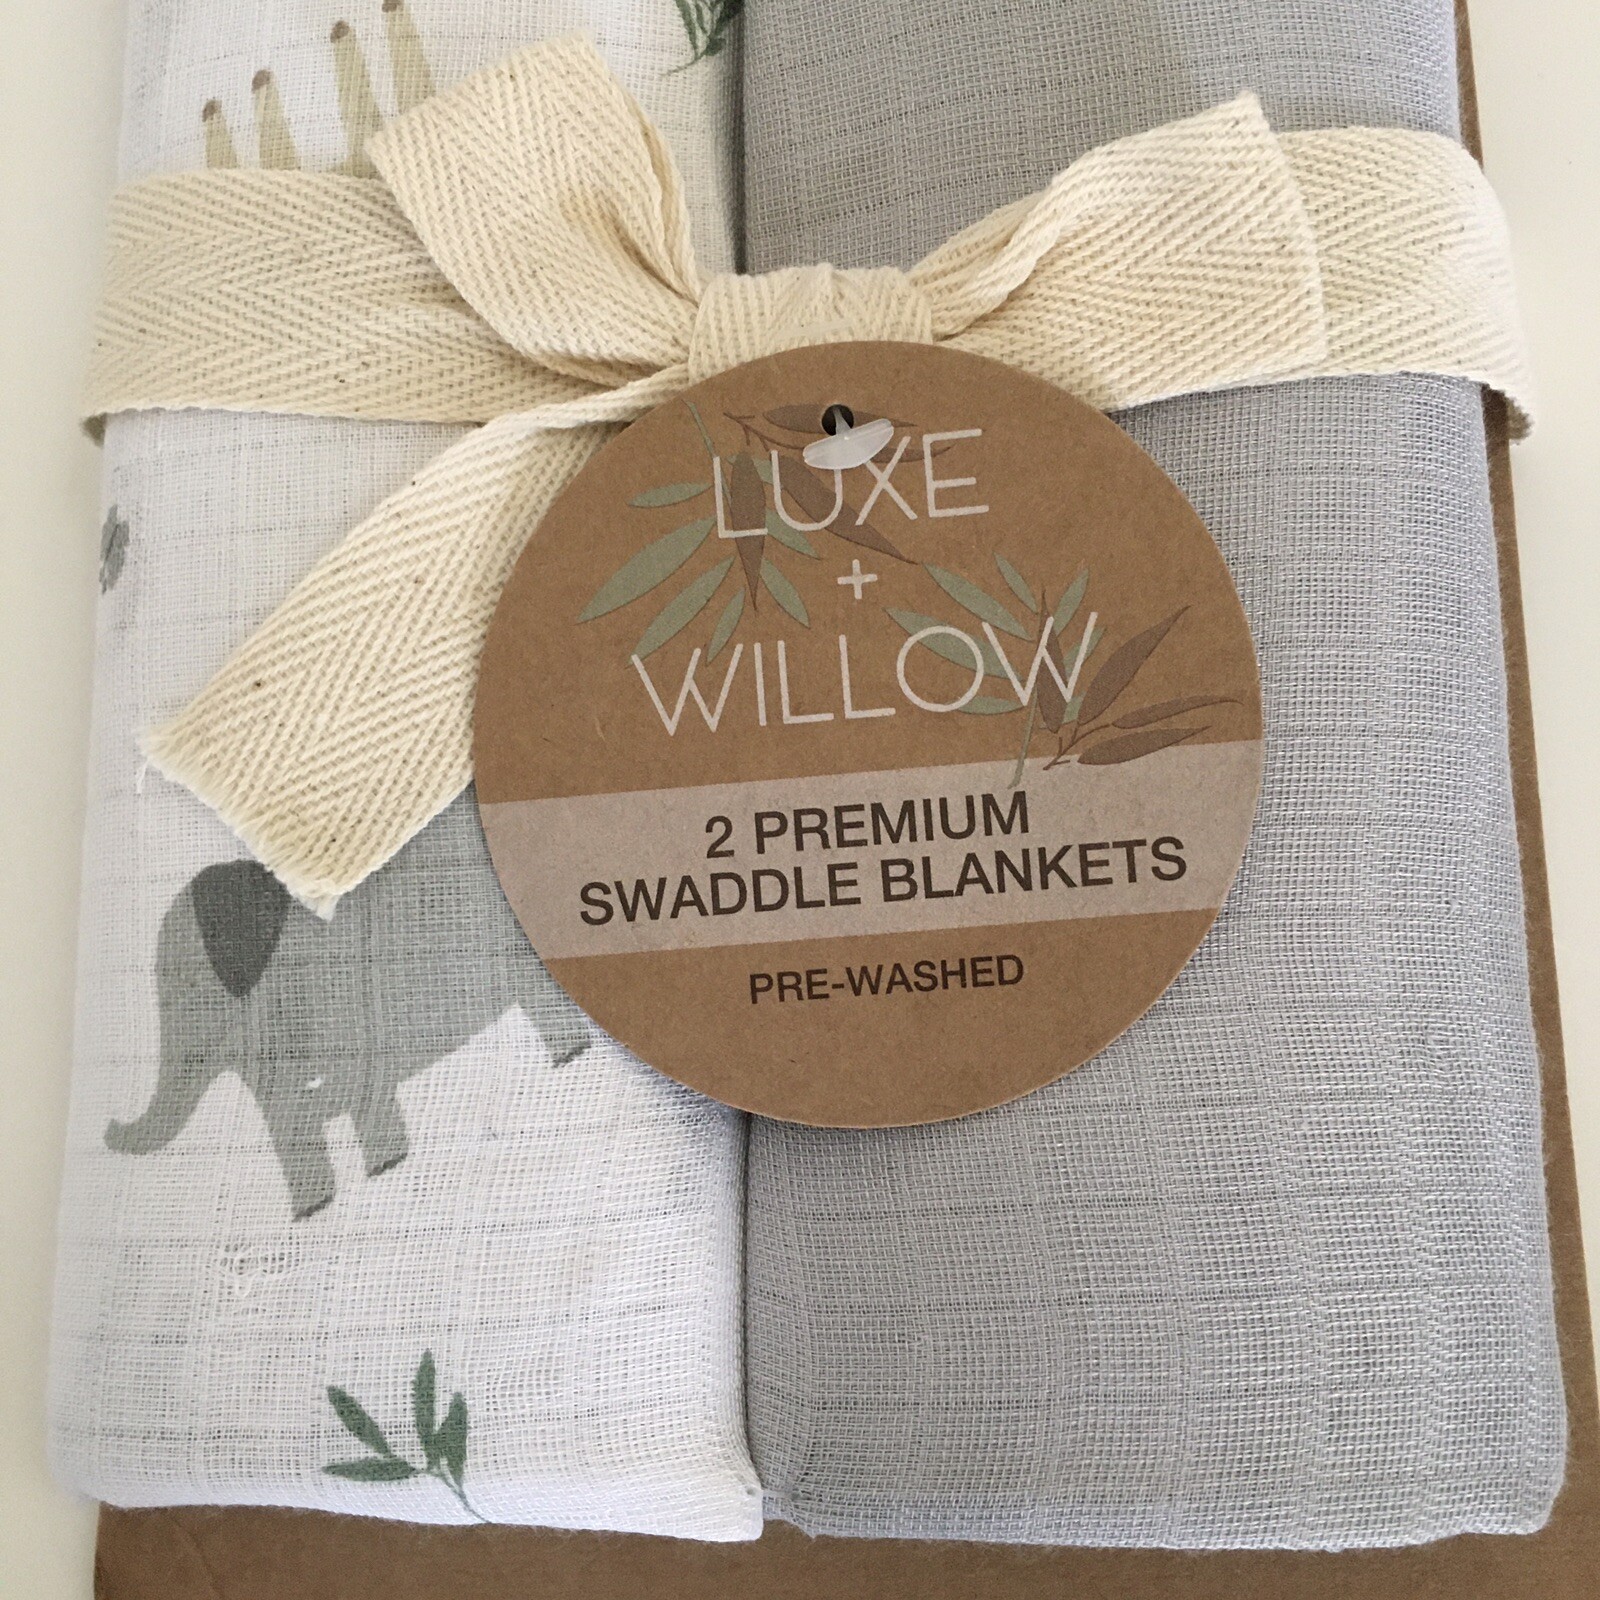 LUXE
+
WILLOW
2 PREMIUM
SWADDLE BLANKETS
PRE-WASHED